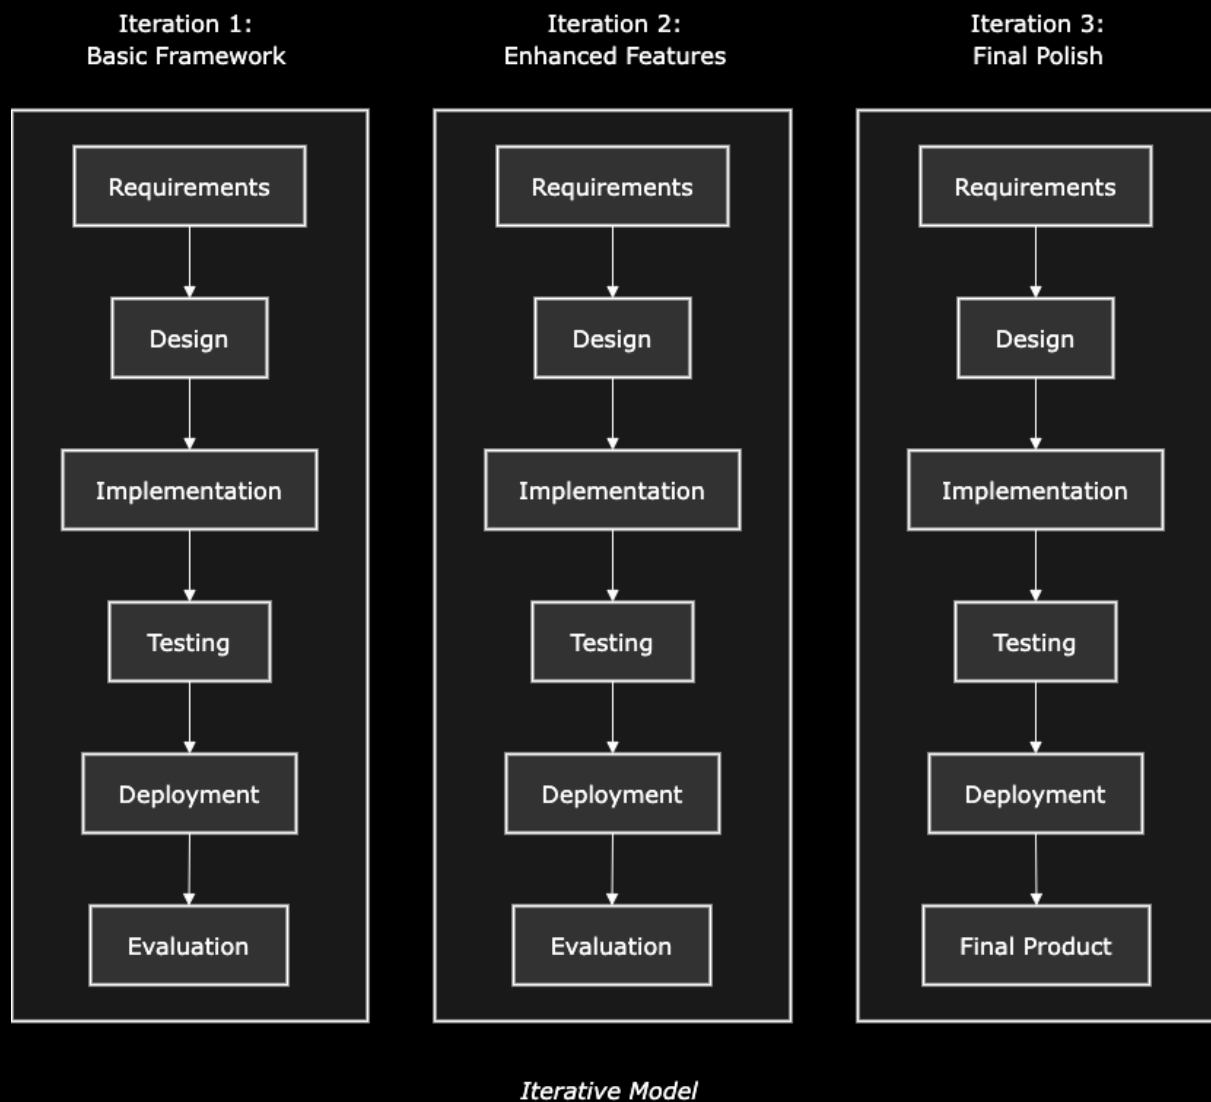 Iteration 1:
Basic Framework
Requirements
Design
Implementation
Testing
Deployment
Evaluation
Iteration 2:
Enhanced Features
Requirements
Design
Implementation
Testing
Deployment
Evaluation
Iteration 3:
Final Polish
Requirements
Design
Implementation
Testing
Deployment
Final Product
Iterative Model